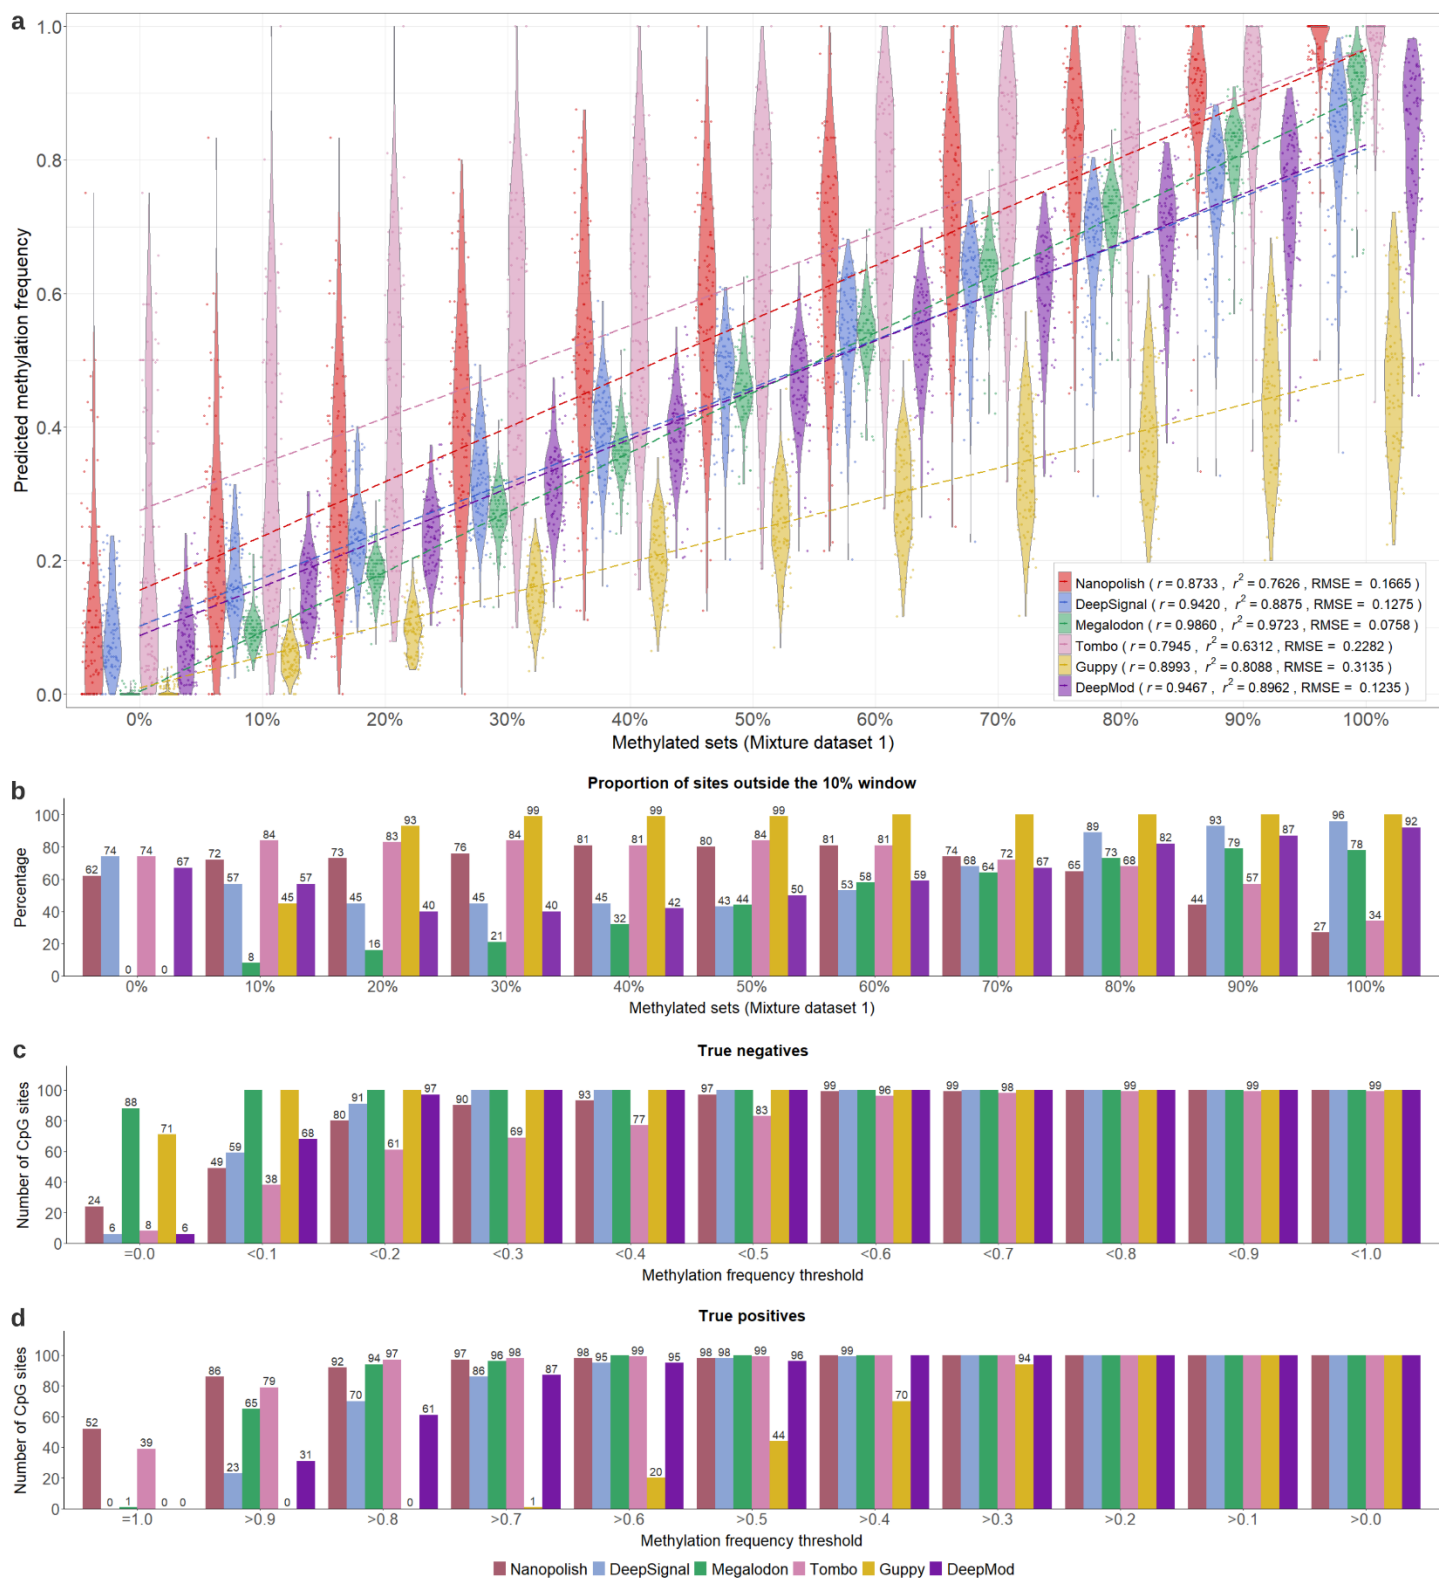 a
1.0
0.8
0.6
0.4
0.2
0.0
Predicted methylation frequency
Nanopolish ( r = 0.8733 , r² = 0.7626 , RMSE = 0.1665 )
DeepSignal ( r = 0.9420 , r² = 0.8875 , RMSE = 0.1275 )
Megalodon ( r = 0.9860 , r² = 0.9723 , RMSE = 0.0758 )
Tombo ( r = 0.7945 , r² = 0.6312 , RMSE = 0.2282 )
Guppy ( r = 0.8993 , r² = 0.8088 , RMSE = 0.3135 )
DeepMod ( r = 0.9467 , r² = 0.8962 , RMSE = 0.1235 )
0% 10% 20% 30% 40% 50% 60% 70% 80% 90% 100%
Methylated sets (Mixture dataset 1)
b
Proportion of sites outside the 10% window
100
80
60
40
20
0
Percentage
62 74 0 74 0 67
72 57 8 84 45 57
73 45 16 83 93 40
76 45 21 84 99 40
81 45 32 81 99 42
80 43 44 84 99 50
81 53 58 81 59
74 68 64 72 67
65 89 73 68 82
44 93 79 57 87
27 96 78 34 92
0% 10% 20% 30% 40% 50% 60% 70% 80% 90% 100%
Methylated sets (Mixture dataset 1)
c
True negatives
100
80
60
40
20
0
Number of CpG sites
24 6 88 8 71 6
49 59 38 68
80 91 61 97
90 69
93 77
97 83
99 96
99 98
99
99
99
=0.0 <0.1 <0.2 <0.3 <0.4 <0.5 <0.6 <0.7 <0.8 <0.9 <1.0
Methylation frequency threshold
d
True positives
100
80
60
40
20
0
Number of CpG sites
52 0 1 39 0 0
86 23 65 79 0 31
92 70 94 97 0 61
97 86 96 98 1 87
98 95 99 20 95
98 98 99 44 96
99 70
94
=1.0 >0.9 >0.8 >0.7 >0.6 >0.5 >0.4 >0.3 >0.2 >0.1 >0.0
Methylation frequency threshold
Nanopolish DeepSignal Megalodon Tombo Guppy DeepMod